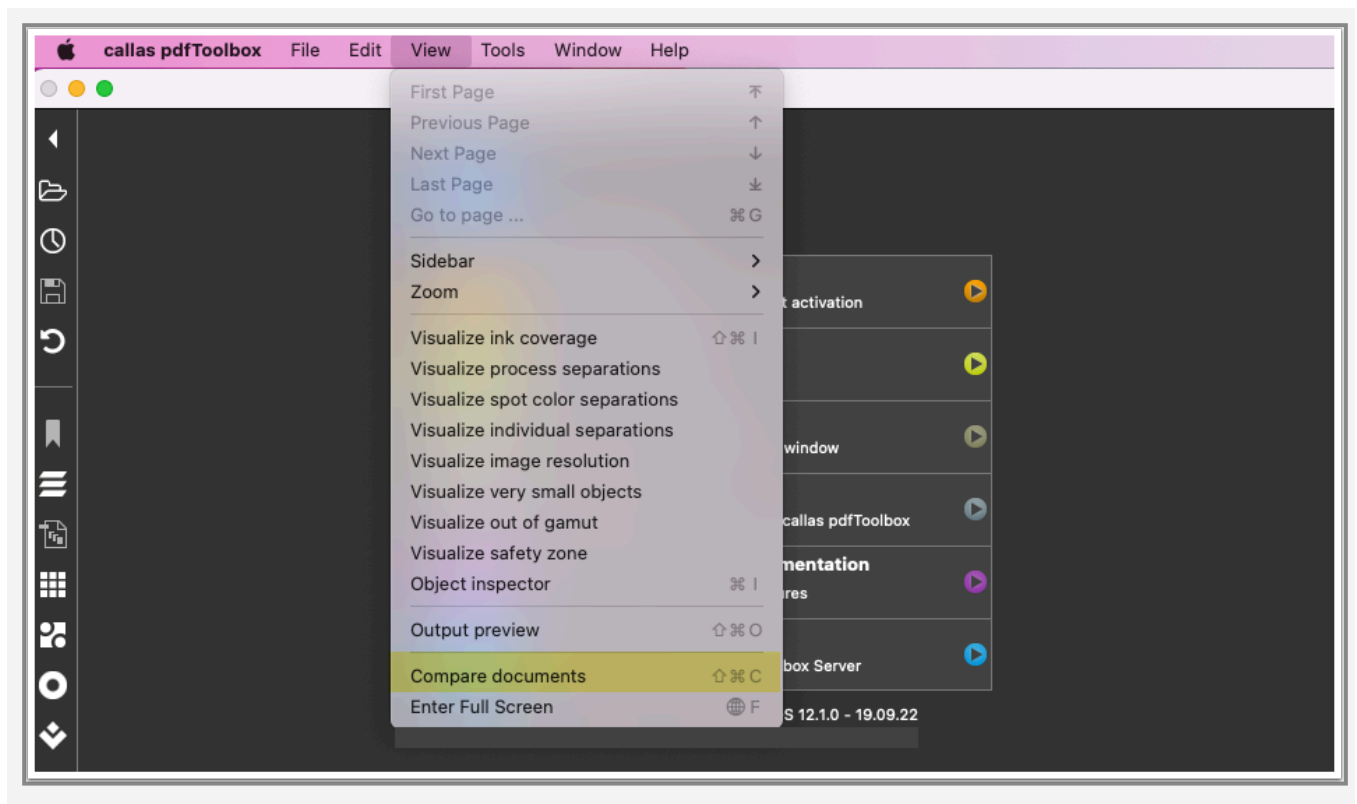 callas pdfToolbox File Edit View Tools Window Help
First Page
Previous Page
Next Page
Last Page
Go to page ... ⌘ G
Sidebar
Zoom
Visualize ink coverage ⇧ ⌘ I
Visualize process separations
Visualize spot color separations
Visualize individual separations
Visualize image resolution
Visualize very small objects
Visualize out of gamut
Visualize safety zone
Object inspector ⌘ I
Output preview ⇧ ⌘ O
Compare documents ⇧ ⌘ C
Enter Full Screen F
t activation
window
callas pdfToolbox
mentation
res
box Server
S 12.1.0 - 19.09.22